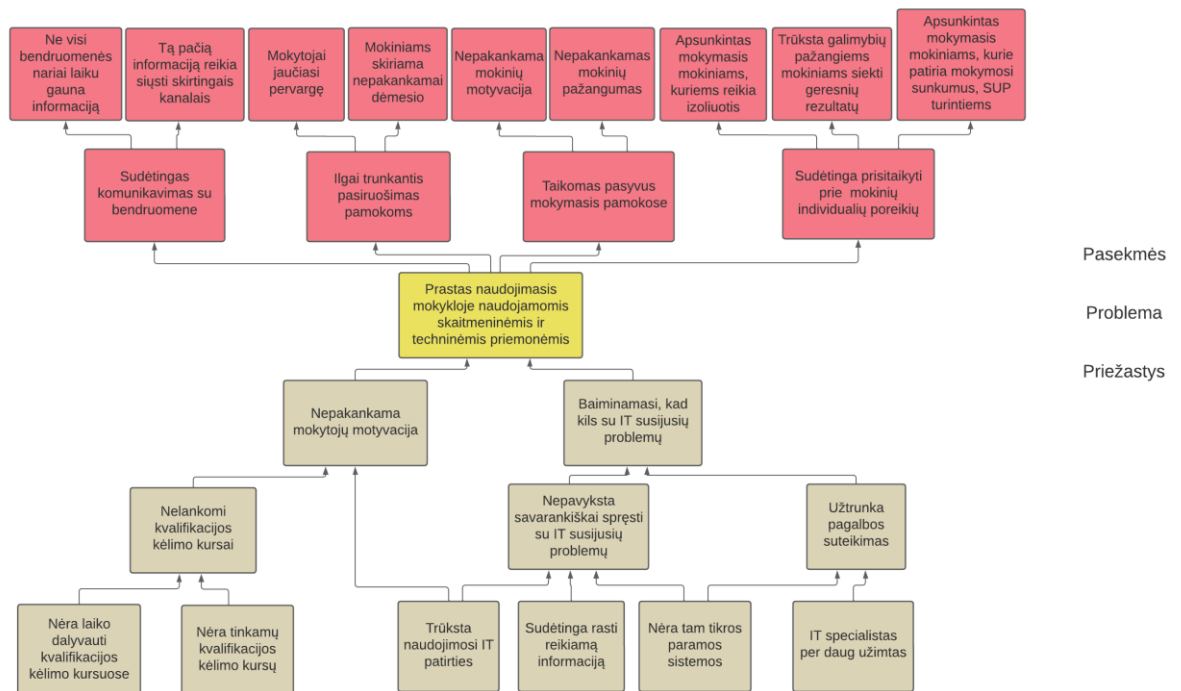 Ne visi
bendruomenės
nariai laiku
gauna
informaciją
Tą pačią
informaciją reikia
siųsti skirtingais
kanalais
Mokytojai
jaučiasi
pervargę
Mokiniams
skiriama
nepakankamai
dėmesio
Nepakankama
mokinių
motyvacija
Nepakankamas
mokinių
pažangumas
Apsunkintas
mokymasis
mokiniams,
kuriems reikia
izoliuotis
Trūksta galimybių
pažangiems
mokiniams siekti
geresnių
rezultatų
Apsunkintas
mokymasis
mokiniams, kurie
patiria mokymosi
sunkumus, SUP
turintiems
Sudėtingas
komunikavimas su
bendruomene
Ilgai trunkantis
pasiruošimas
pamokoms
Taikomas pasyvus
mokymasis pamokose
Sudėtinga prisitaikyti
prie mokinių
individualių poreikių
Pasekmės
Prastas naudojimasis
mokykloje naudojamomis
skaitmeninėmis ir
techninėmis priemonėmis
Problema
Priežastys
Nepakankama
mokytojų motyvacija
Baiminamasi, kad
kils su IT susijusių
problemų
Nelankomi
kvalifikacijos
kėlimo kursai
Nepavyksta
savarankiškai spręsti
su IT susijusių
problemų
Užtrunka
pagalbos
suteikimas
Nėra laiko
dalyvauti
kvalifikacijos
kėlimo kursuose
Nėra tinkamų
kvalifikacijos
kėlimo kursų
Trūksta
naudojimosi IT
patirties
Sudėtinga rasti
reikiamą
informaciją
Nėra tam tikros
paramos
sistemos
IT specialistas
per daug užimtas